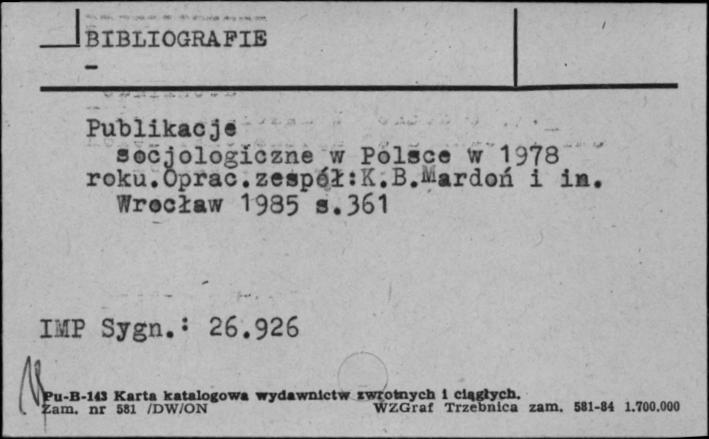 BIBLIOGRAFIE
-
Publikacje
socjologiczne w Polsce w 1978
roku.Oprac.zespół:K.B.Mardoń i in.
Wrocław 1985 s.361
IMP Sygn.: 26.926
Pu-B-143 Karta katalogowa wydawnictw zwrotnych i ciągłych.
Zam. nr 581 /DW/ON WZGraf Trzebnica zam. 581-84 1.700.000